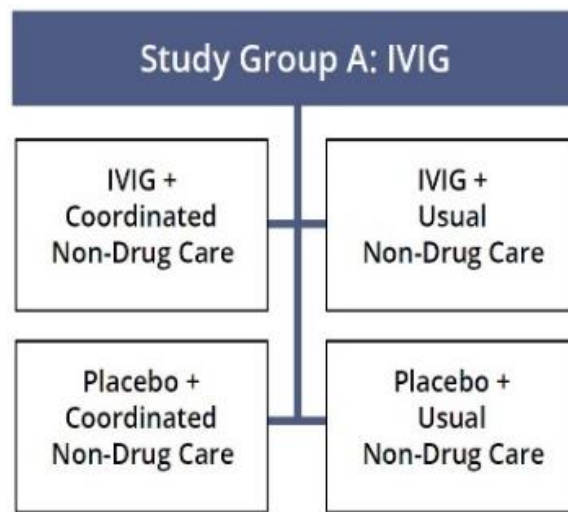 Study Group A: IVIG
IVIG +
Coordinated
Non-Drug Care
IVIG +
Usual
Non-Drug Care
Placebo +
Coordinated
Non-Drug Care
Placebo +
Usual
Non-Drug Care